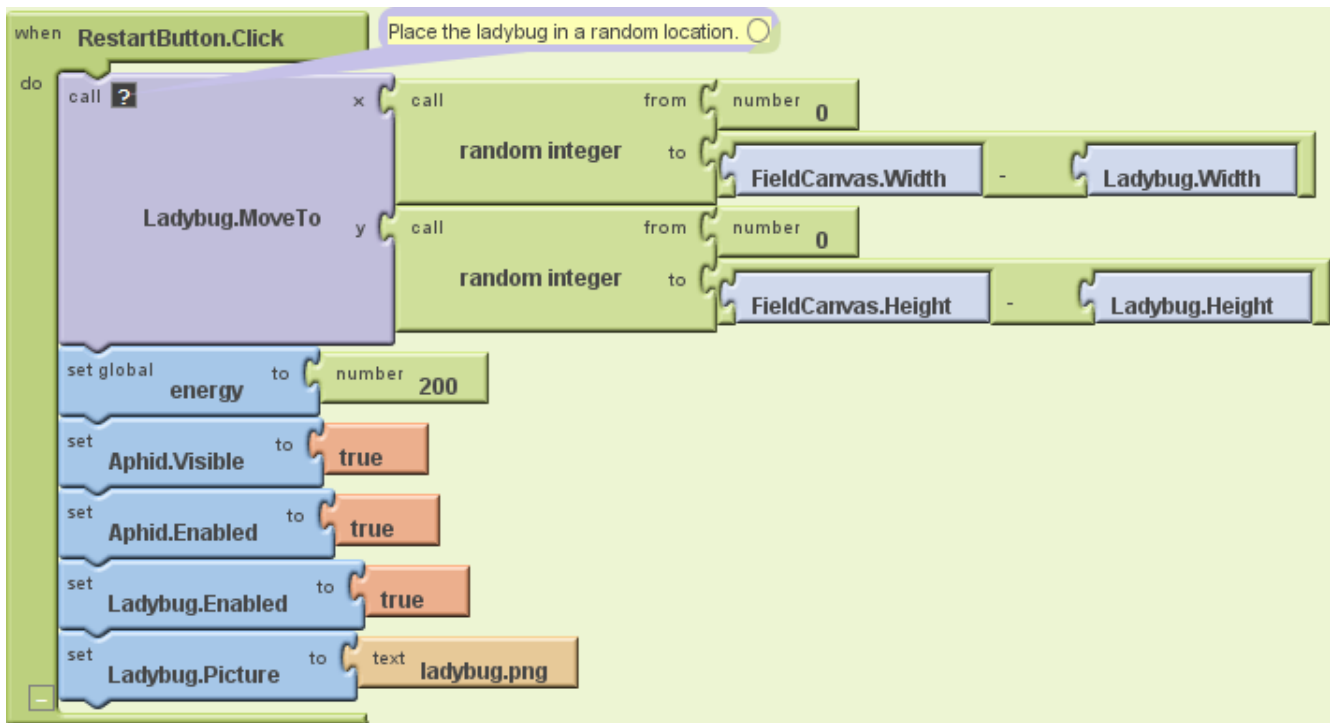 when RestartButton.Click
Place the ladybug in a random location.
do
call ?
Ladybug.MoveTo
x call random integer from number 0
to FieldCanvas.Width - Ladybug.Width
y call random integer from number 0
to FieldCanvas.Height - Ladybug.Height
set global energy to number 200
set Aphid.Visible to true
set Aphid.Enabled to true
set Ladybug.Enabled to true
set Ladybug.Picture to text ladybug.png